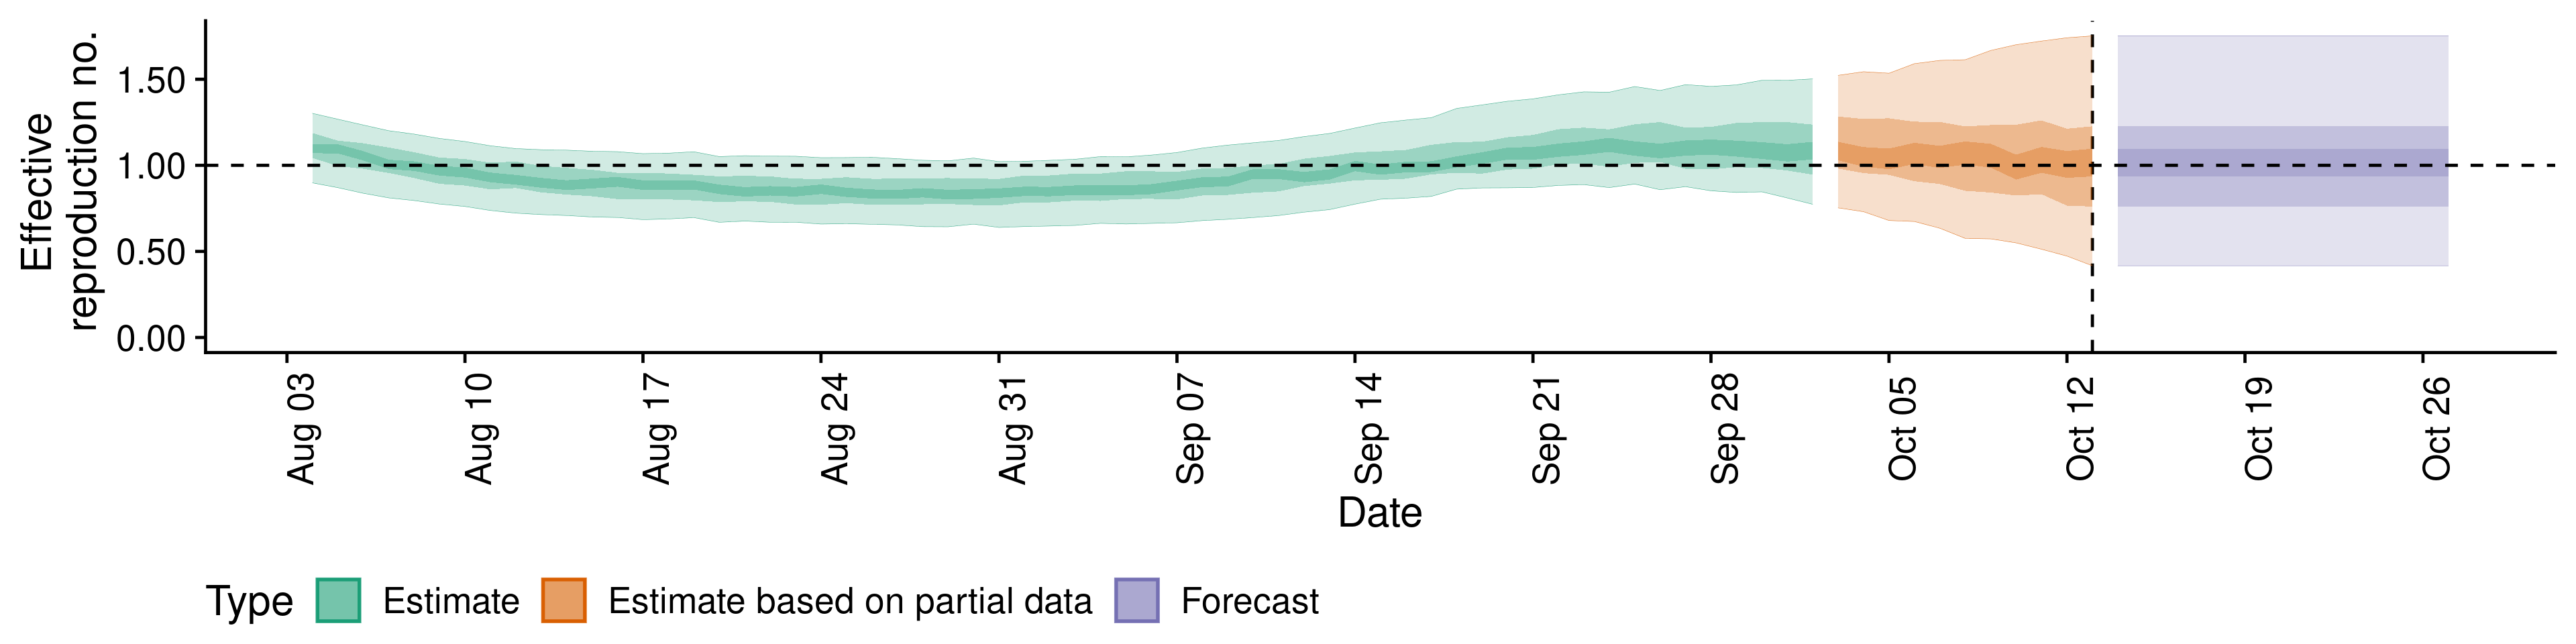 Effective
reproduction no.
1.50
1.00
0.50
0.00
Aug 03
Aug 10
Aug 17
Aug 24
Aug 31
Sep 07
Sep 14
Sep 21
Sep 28
Oct 05
Oct 12
Oct 19
Oct 26
Date
Type Estimate Estimate based on partial data Forecast